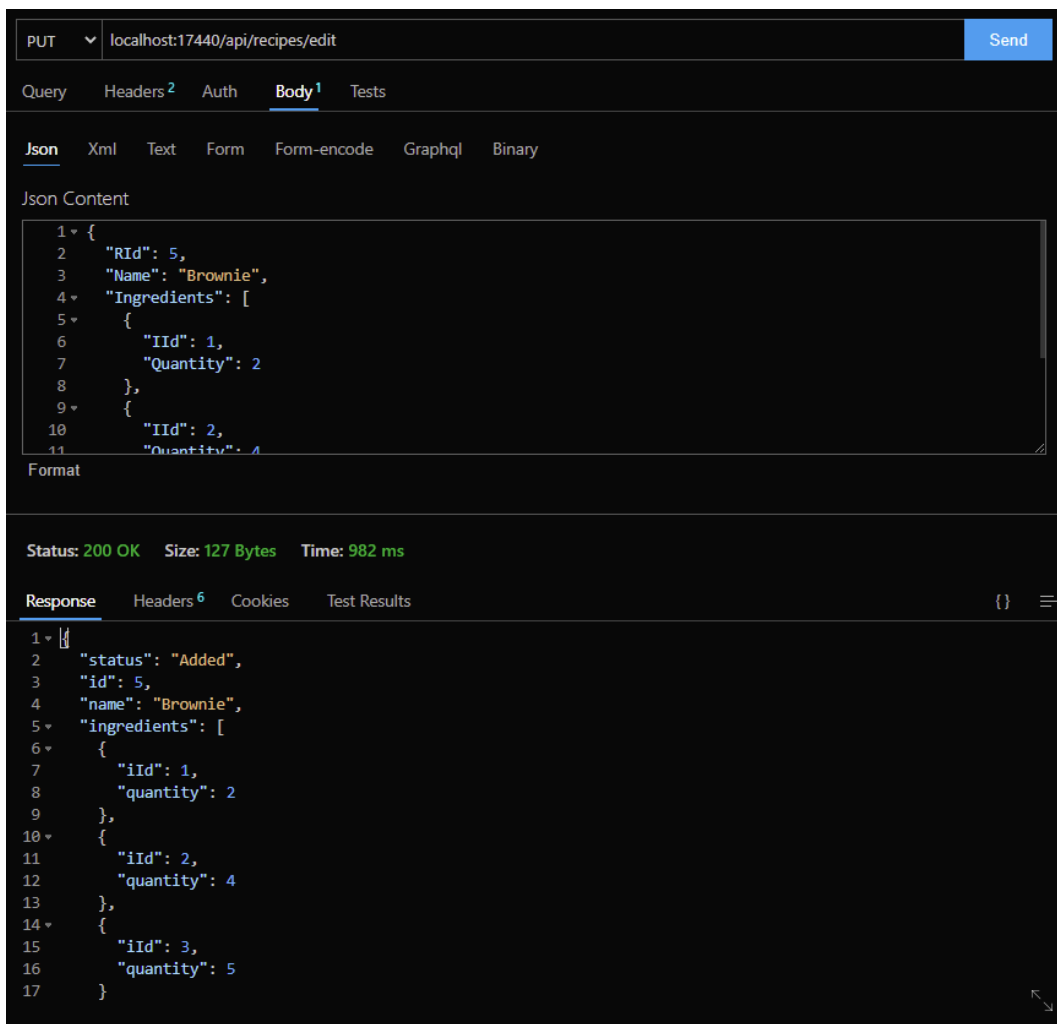 PUT localhost:17440/api/recipes/edit Send
Query Headers 2 Auth Body 1 Tests
Json Xml Text Form Form-encode Graphql Binary
Json Content
1 {
2 "RId": 5,
3 "Name": "Brownie",
4 "Ingredients": [
5 {
6 "IId": 1,
7 "Quantity": 2
8 },
9 {
10 "IId": 2,
11 "Quantity": 4
Format
Status: 200 OK Size: 127 Bytes Time: 982 ms
Response Headers 6 Cookies Test Results {}
1 {
2 "status": "Added",
3 "id": 5,
4 "name": "Brownie",
5 "ingredients": [
6 {
7 "iId": 1,
8 "quantity": 2
9 },
10 {
11 "iId": 2,
12 "quantity": 4
13 },
14 {
15 "iId": 3,
16 "quantity": 5
17 }